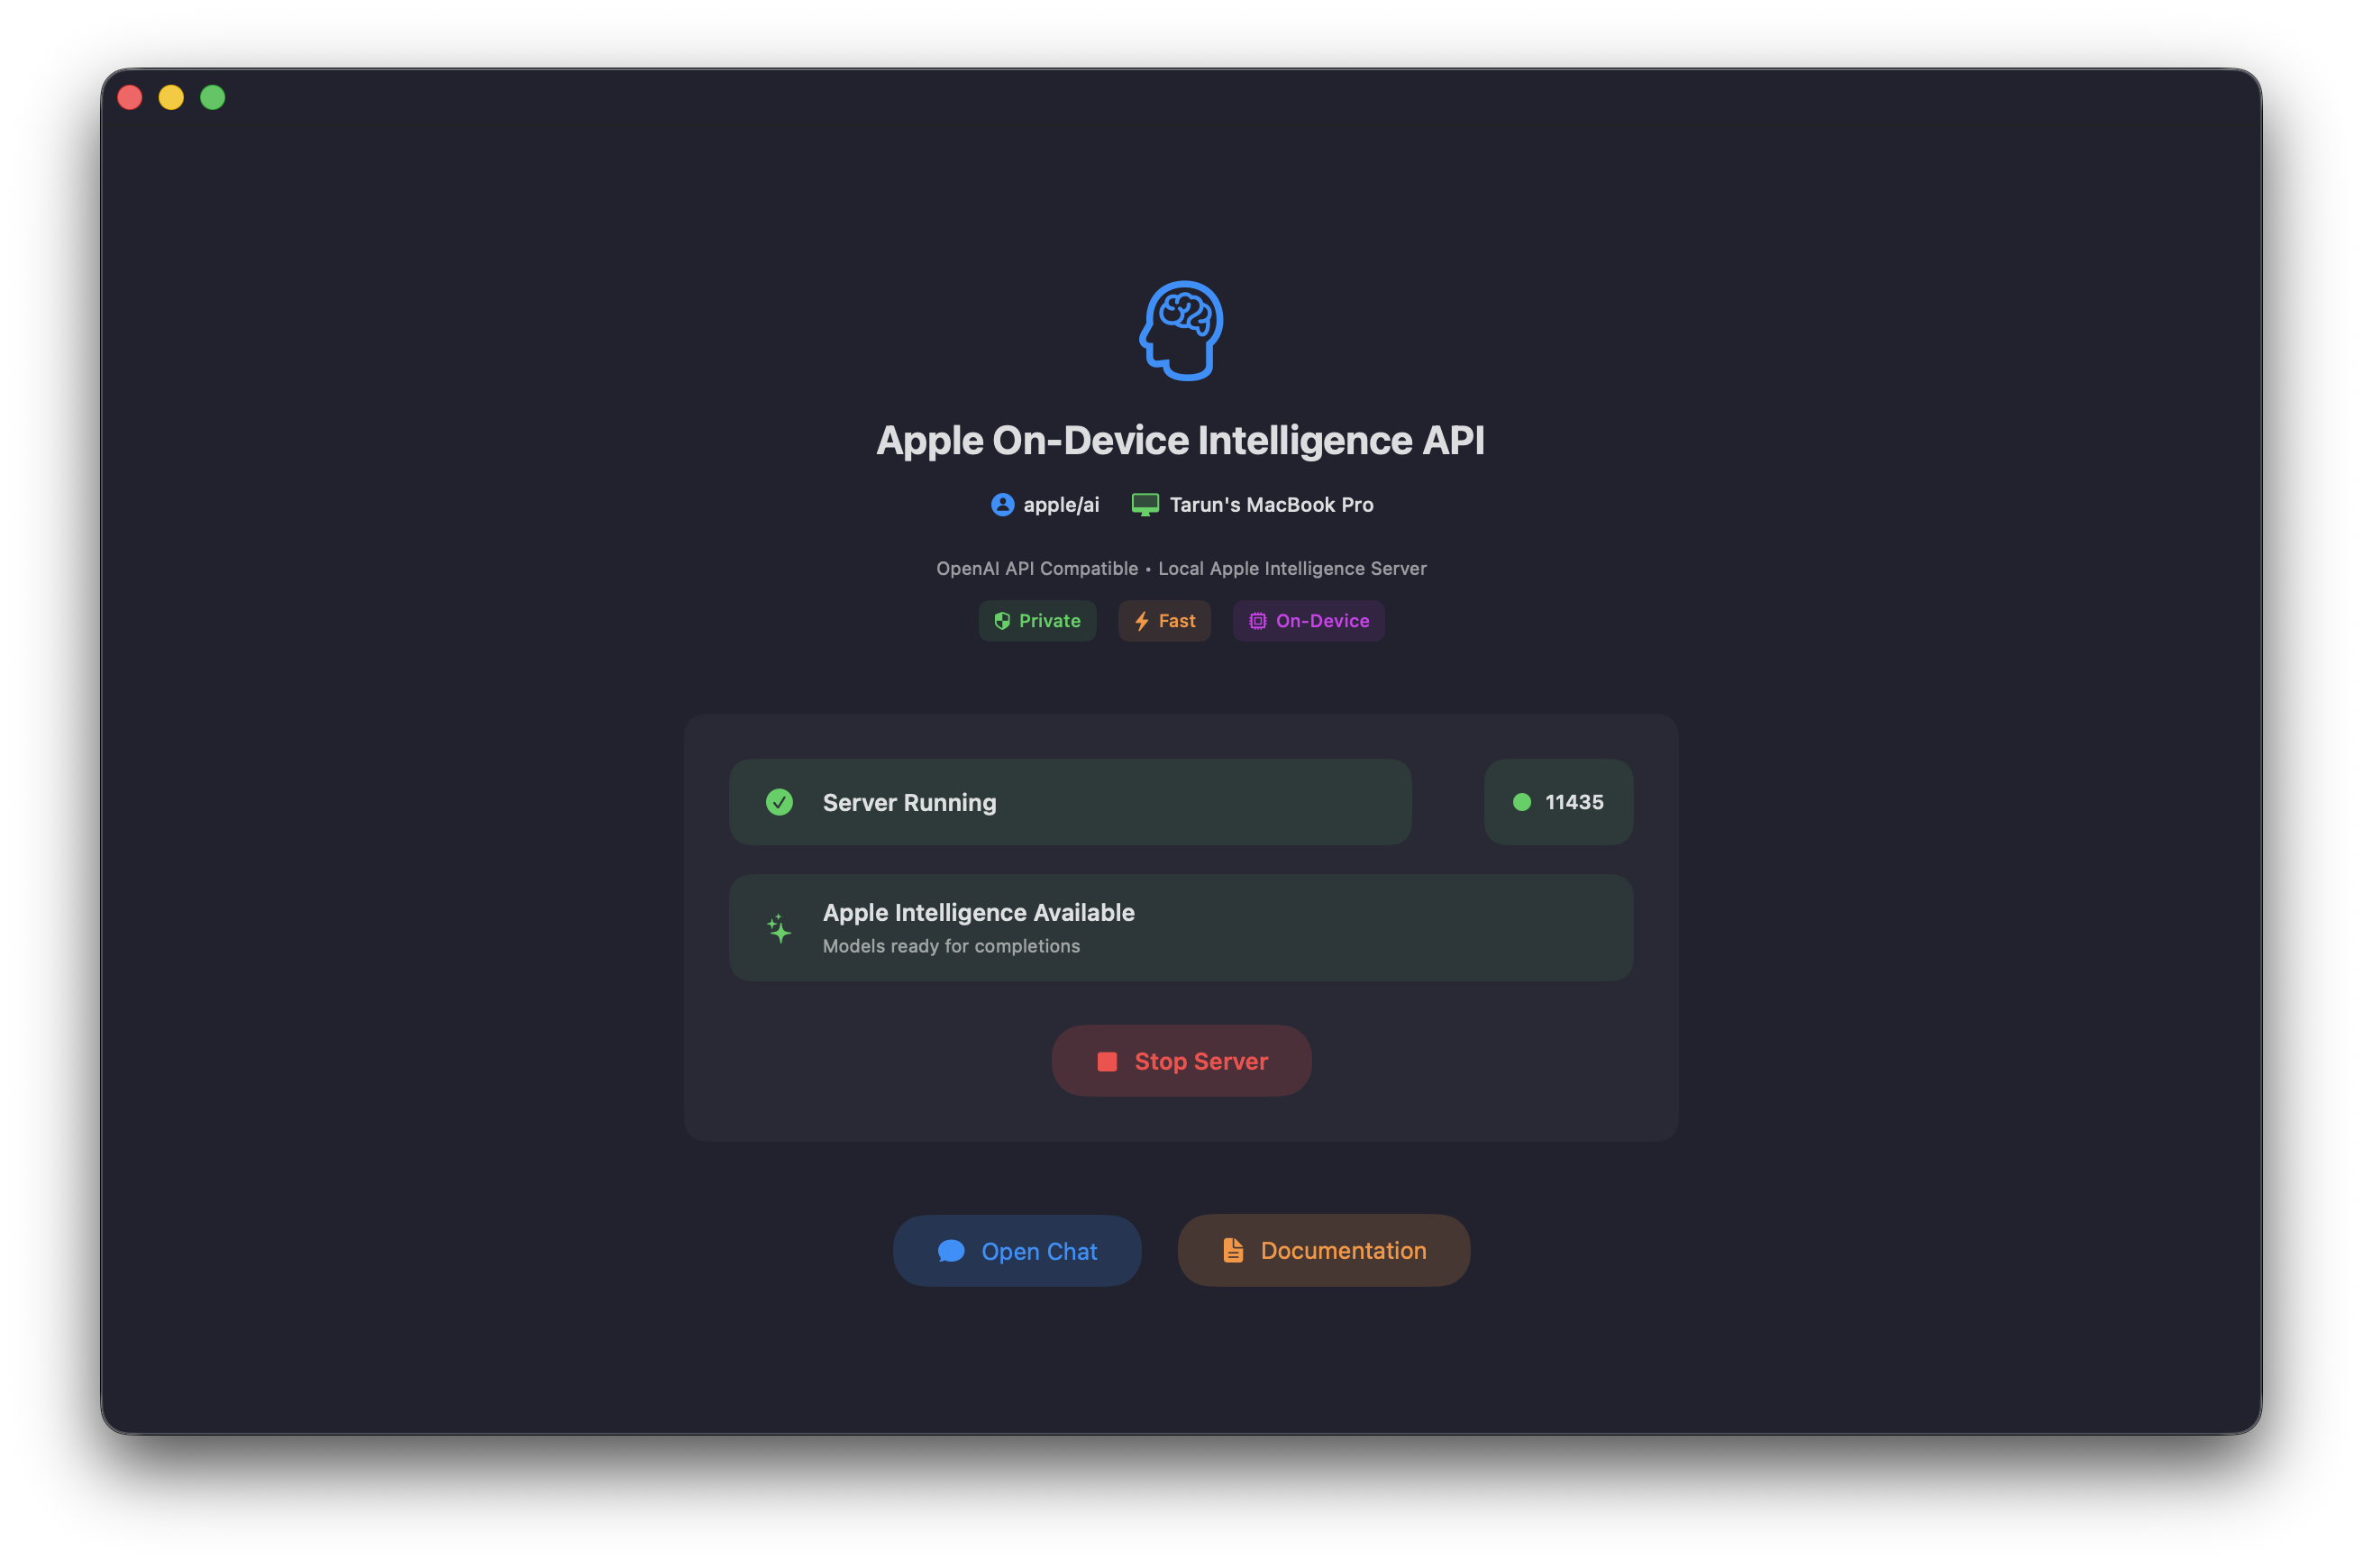 Apple On-Device Intelligence API
apple/ai Tarun's MacBook Pro
OpenAI API Compatible • Local Apple Intelligence Server
Private Fast On-Device
Server Running 11435
Apple Intelligence Available
Models ready for completions
Stop Server
Open Chat Documentation